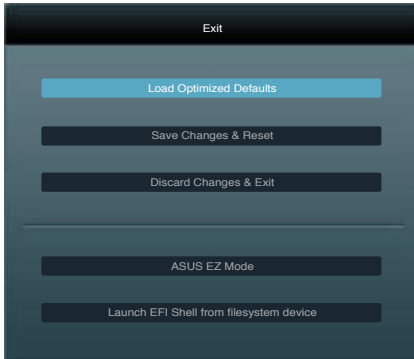 Exit
Load Optimized Defaults
Save Changes & Reset
Discard Changes & Exit
ASUS EZ Mode
Launch EFI Shell from filesystem device